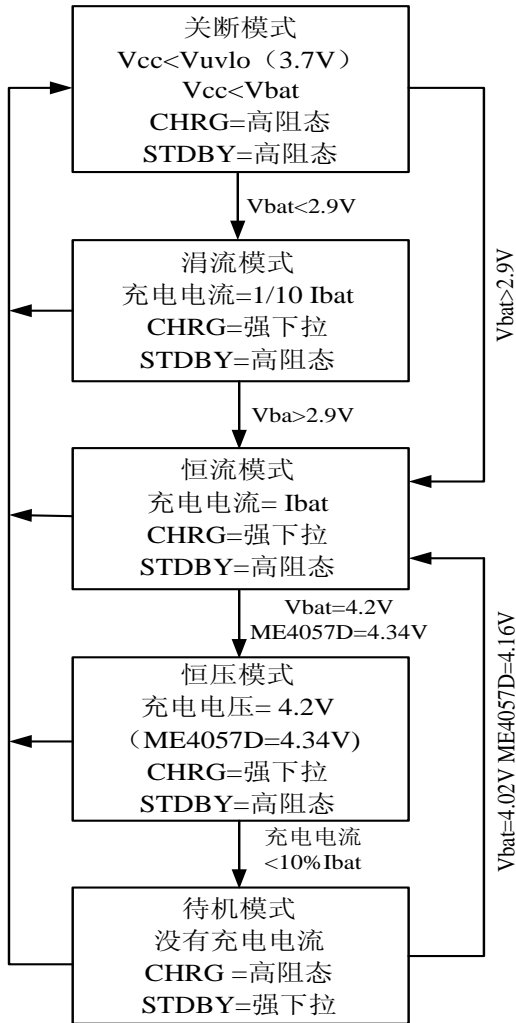 关断模式
Vcc<Vuvlo（3.7V）
Vcc<Vbat
CHRG=高阻态
STDBY=高阻态
Vbat<2.9V
Vbat>2.9V
涓流模式
充电电流=1/10 Ibat
CHRG=强下拉
STDBY=高阻态
Vba>2.9V
恒流模式
充电电流= Ibat
CHRG=强下拉
STDBY=高阻态
Vbat=4.2V
ME4057D=4.34V
恒压模式
充电电压= 4.2V
（ME4057D=4.34V)
CHRG=强下拉
STDBY=高阻态
Vbat=4.02V ME4057D=4.16V
充电电流
<10%Ibat
待机模式
没有充电电流
CHRG =高阻态
STDBY=强下拉